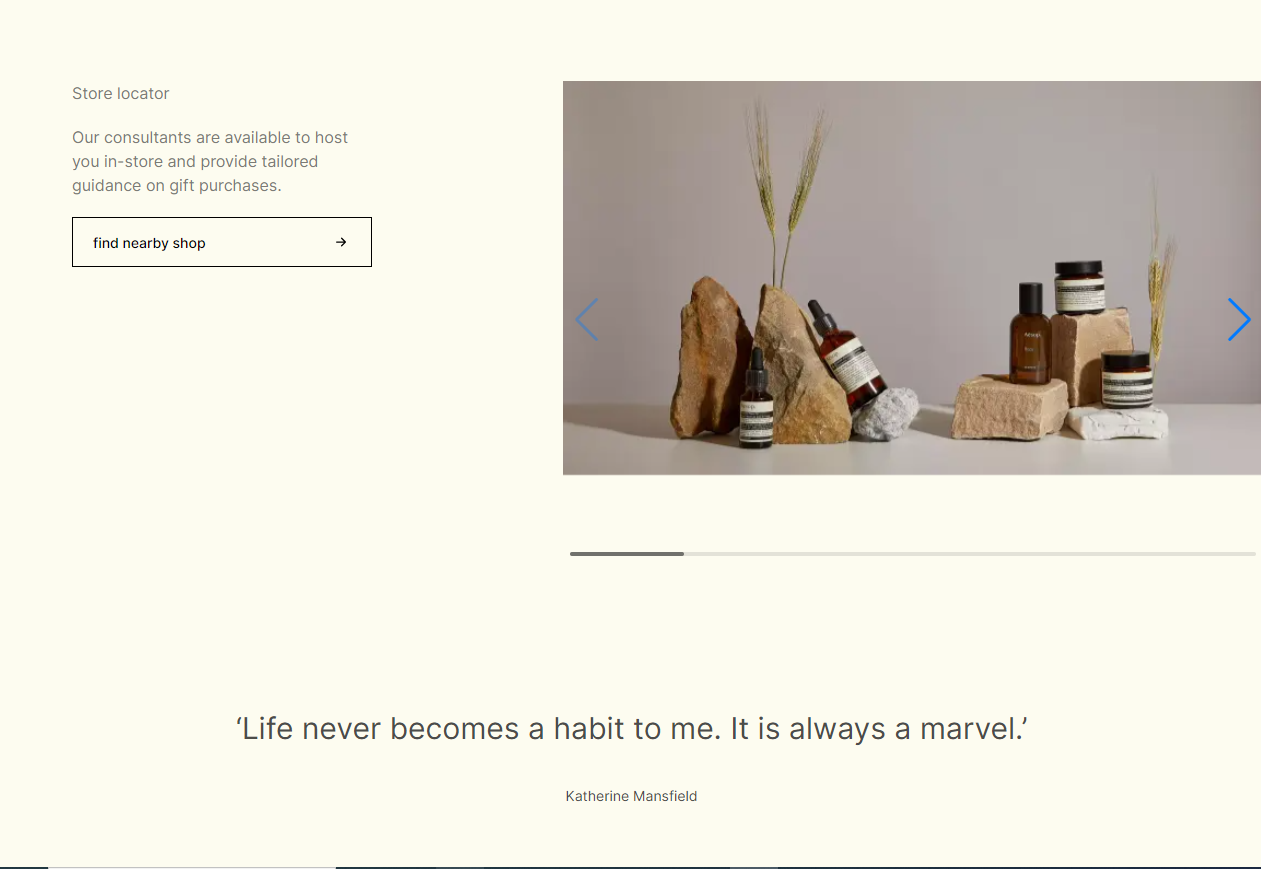 Store locator
Our consultants are available to host
you in-store and provide tailored
guidance on gift purchases.
find nearby shop →
‘Life never becomes a habit to me. It is always a marvel.’
Katherine Mansfield